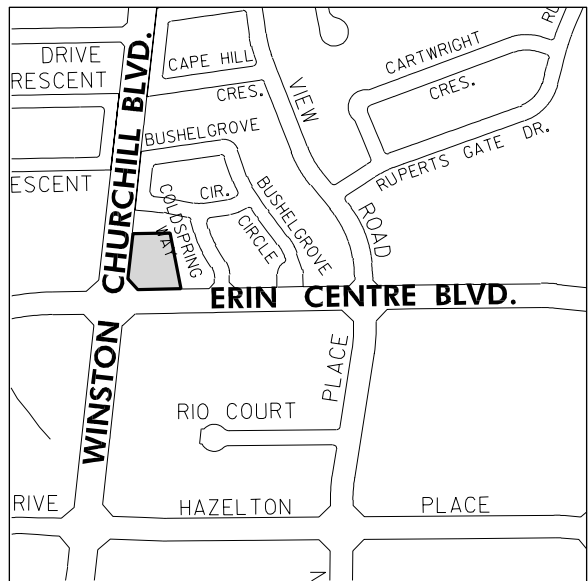 DRIVE
RESCENT
ESCENT
WINSTON CHURCHILL BLVD.
CAPE HILL
CRES.
VIEW
ROAD
CARTWRIGHT
CRES.
RUPERTS GATE DR.
BUSHELGROVE
CIR.
COLDSPRING
WAY
CIRCLE
BUSHELGROVE
ERIN CENTRE BLVD.
PLACE
RIO COURT
RIVE
HAZELTON PLACE
N